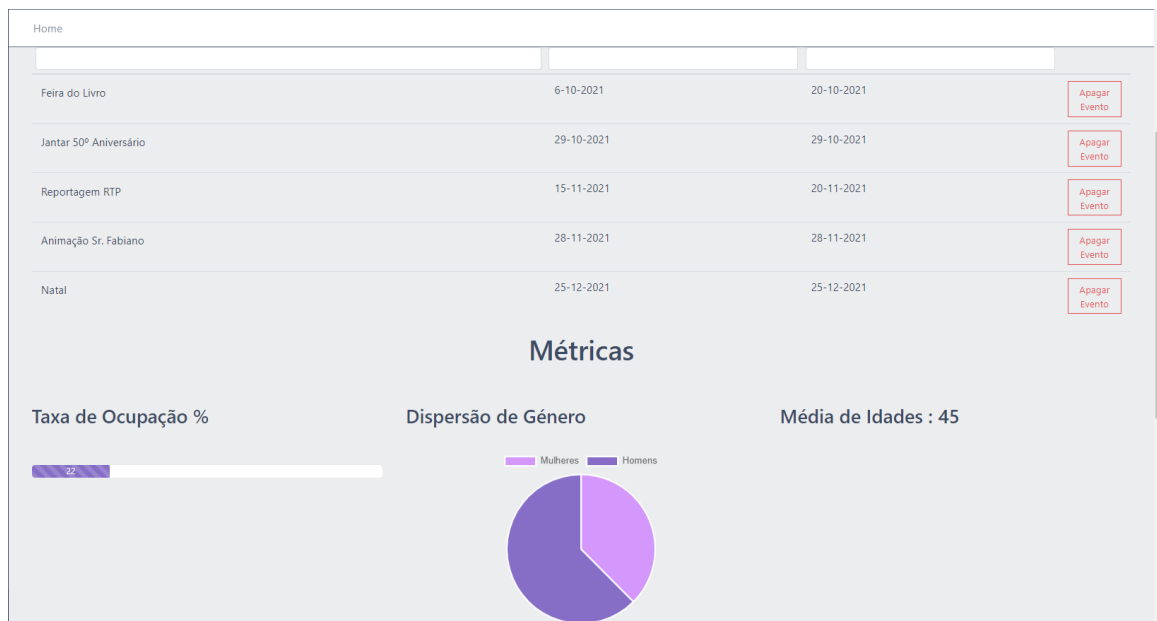 Home
Feira do Livro 6-10-2021 20-10-2021 Apagar Evento
Jantar 50º Aniversário 29-10-2021 29-10-2021 Apagar Evento
Reportagem RTP 15-11-2021 20-11-2021 Apagar Evento
Animação Sr. Fabiano 28-11-2021 28-11-2021 Apagar Evento
Natal 25-12-2021 25-12-2021 Apagar Evento
Métricas
Taxa de Ocupação % Dispersão de Género Média de Idades : 45
Mulheres Homens
22